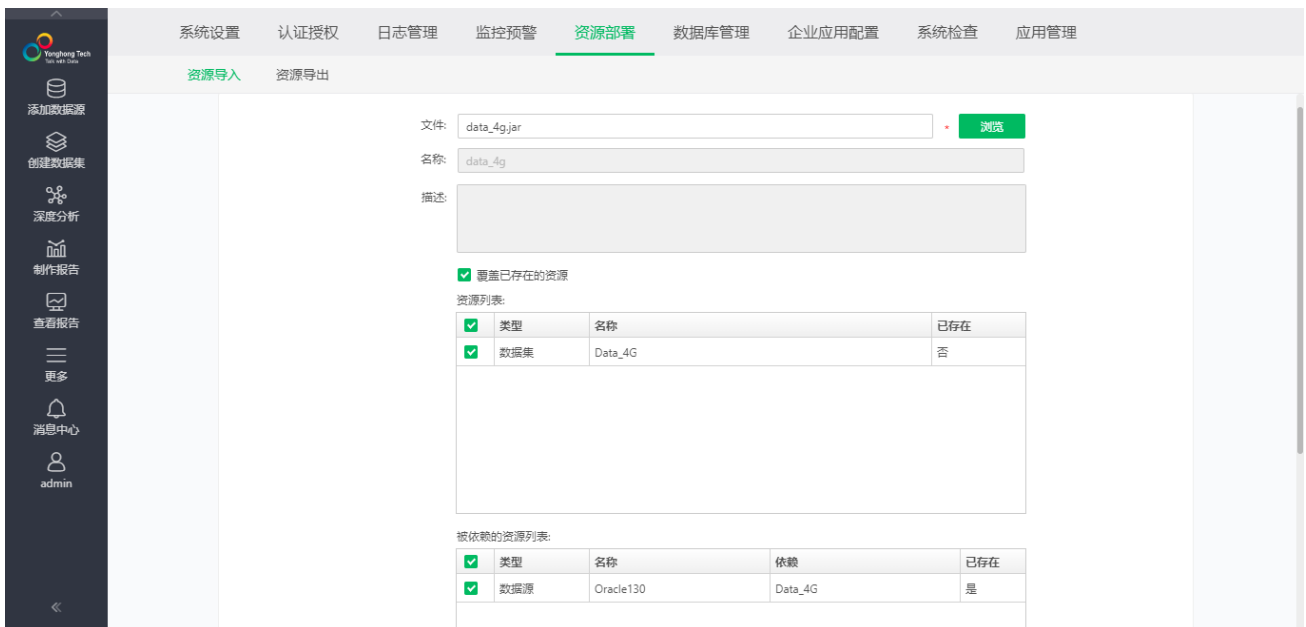 系统设置 认证授权 日志管理 监控预警 资源部署 数据库管理 企业应用配置 系统检查 应用管理
Yonghong Tech
Talk with Data
资源导入 资源导出
添加数据源
创建数据集
深度分析
制作报告
查看报告
更多
消息中心
admin
文件: data_4g.jar * 浏览
名称: data_4g
描述:
覆盖已存在的资源
资源列表:
类型 名称 已存在
数据集 Data_4G 否
被依赖的资源列表:
类型 名称 依赖 已存在
数据源 Oracle130 Data_4G 是